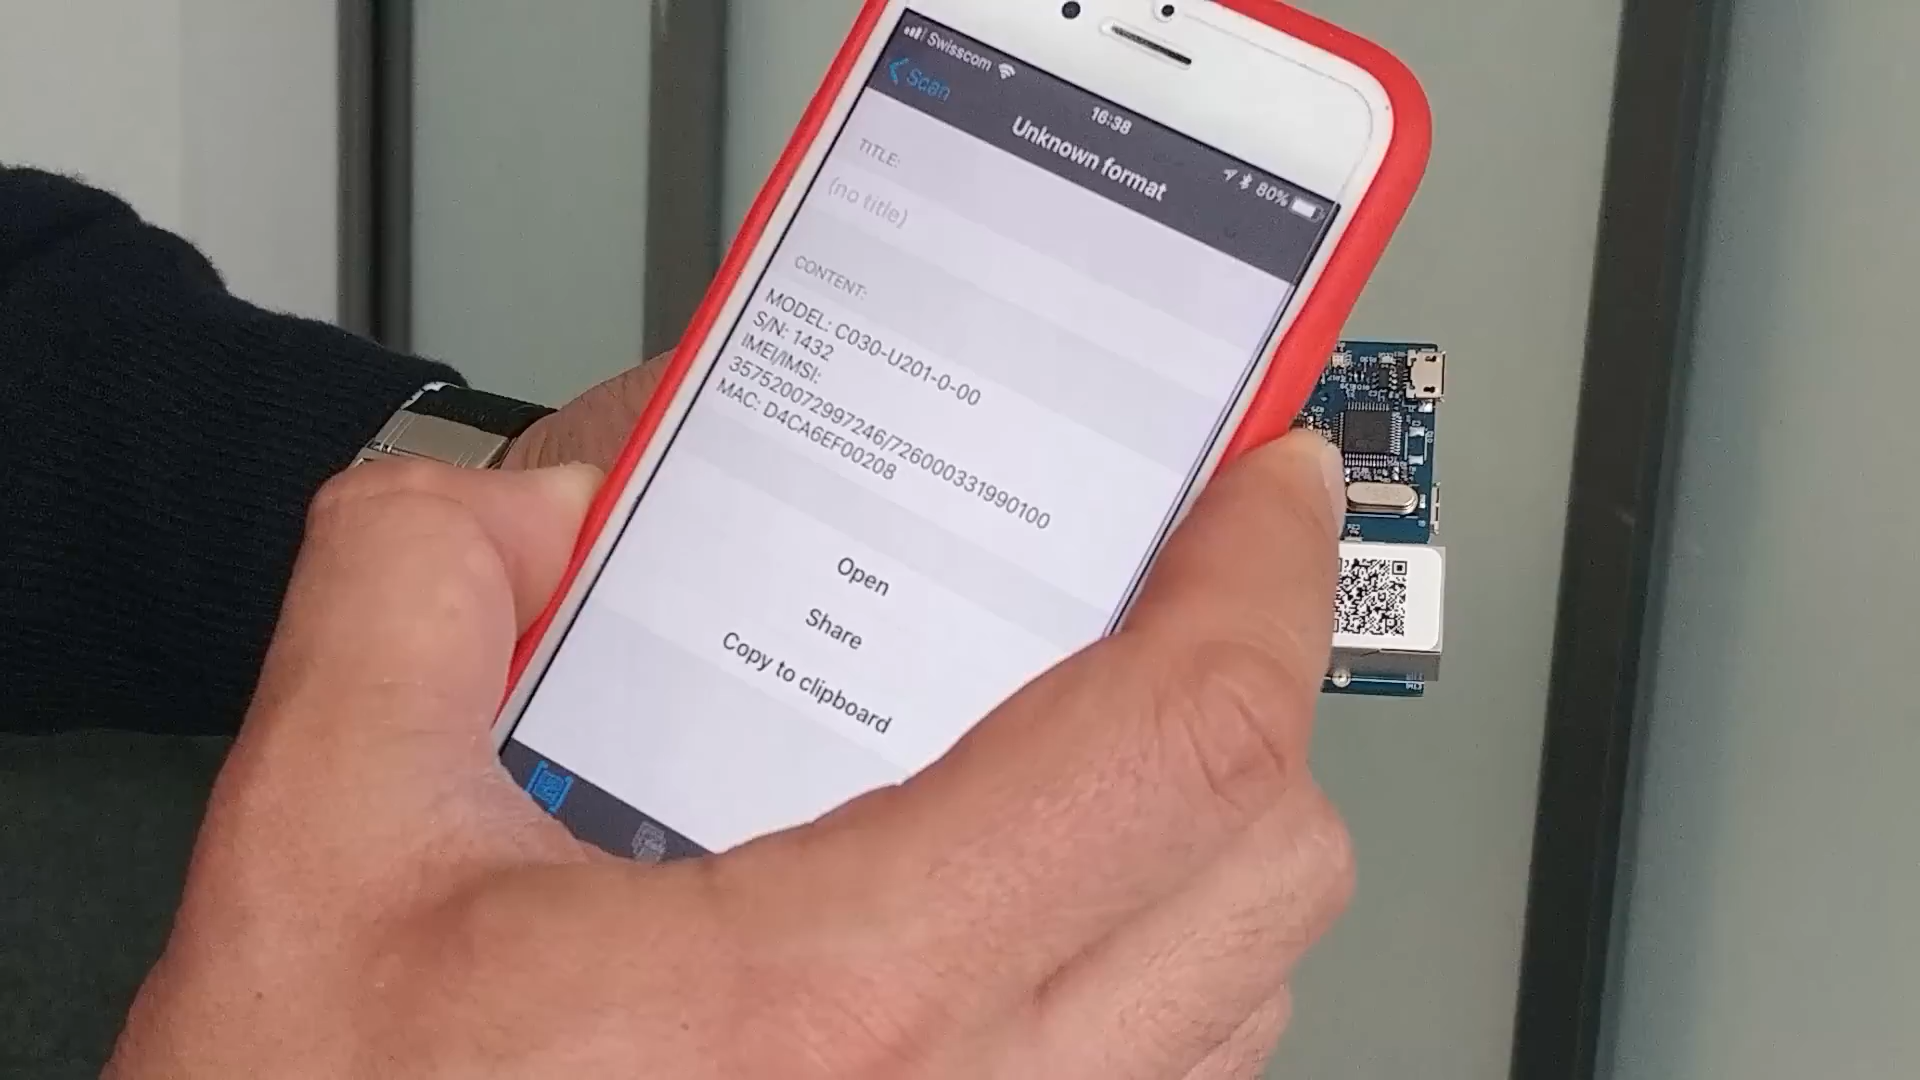 Swisscom
16:38
80%
Scan
Unknown format
TITLE:
(no title)
CONTENT:
MODEL: C030-U201-0-00
S/N: 1432
IMEI/IMSI:
357520072997246/726000331990100
MAC: D4CA6EF00208
Open
Share
Copy to clipboard